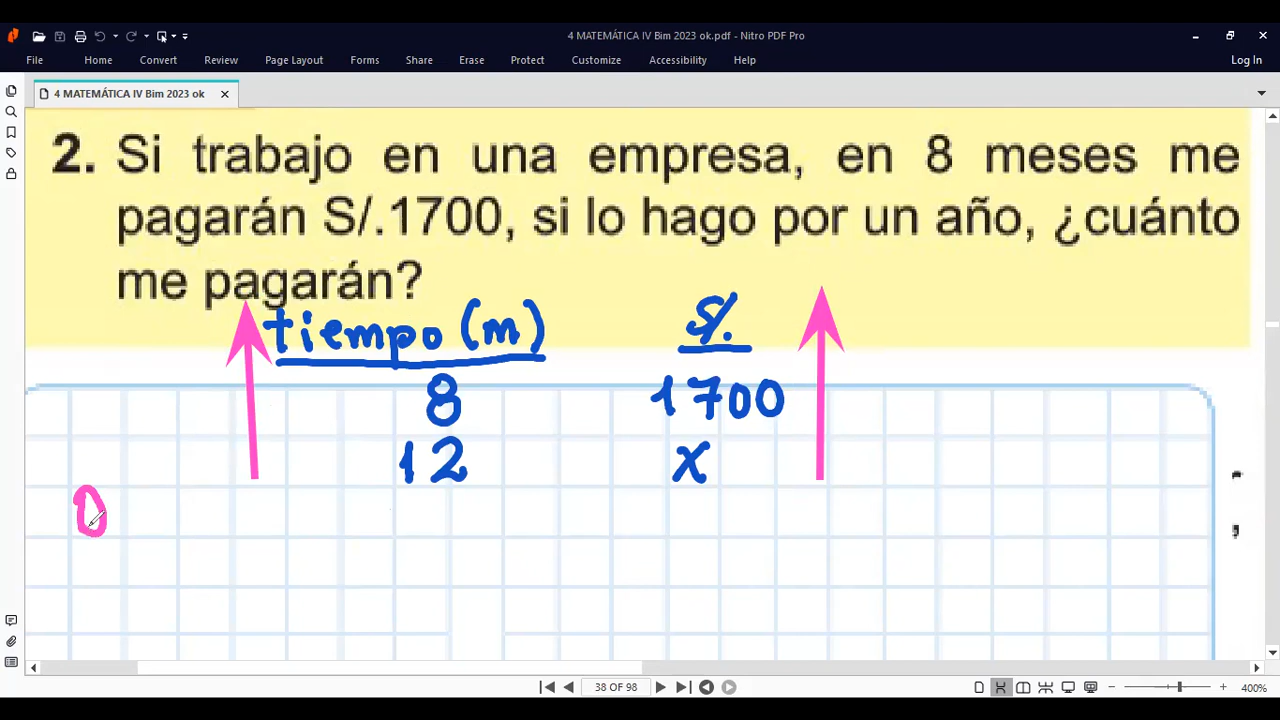 4 MATEMÁTICA IV Bim 2023 ok.pdf - Nitro PDF Pro
File Home Convert Review Page Layout Forms Share Erase Protect Customize Accessibility Help Log In
4 MATEMÁTICA IV Bim 2023 ok
2. Si trabajo en una empresa, en 8 meses me
pagarán S/.1700, si lo hago por un año, ¿cuánto
me pagarán?
tiempo (m) S/.
8 1700
12 x
38 OF 98 400%